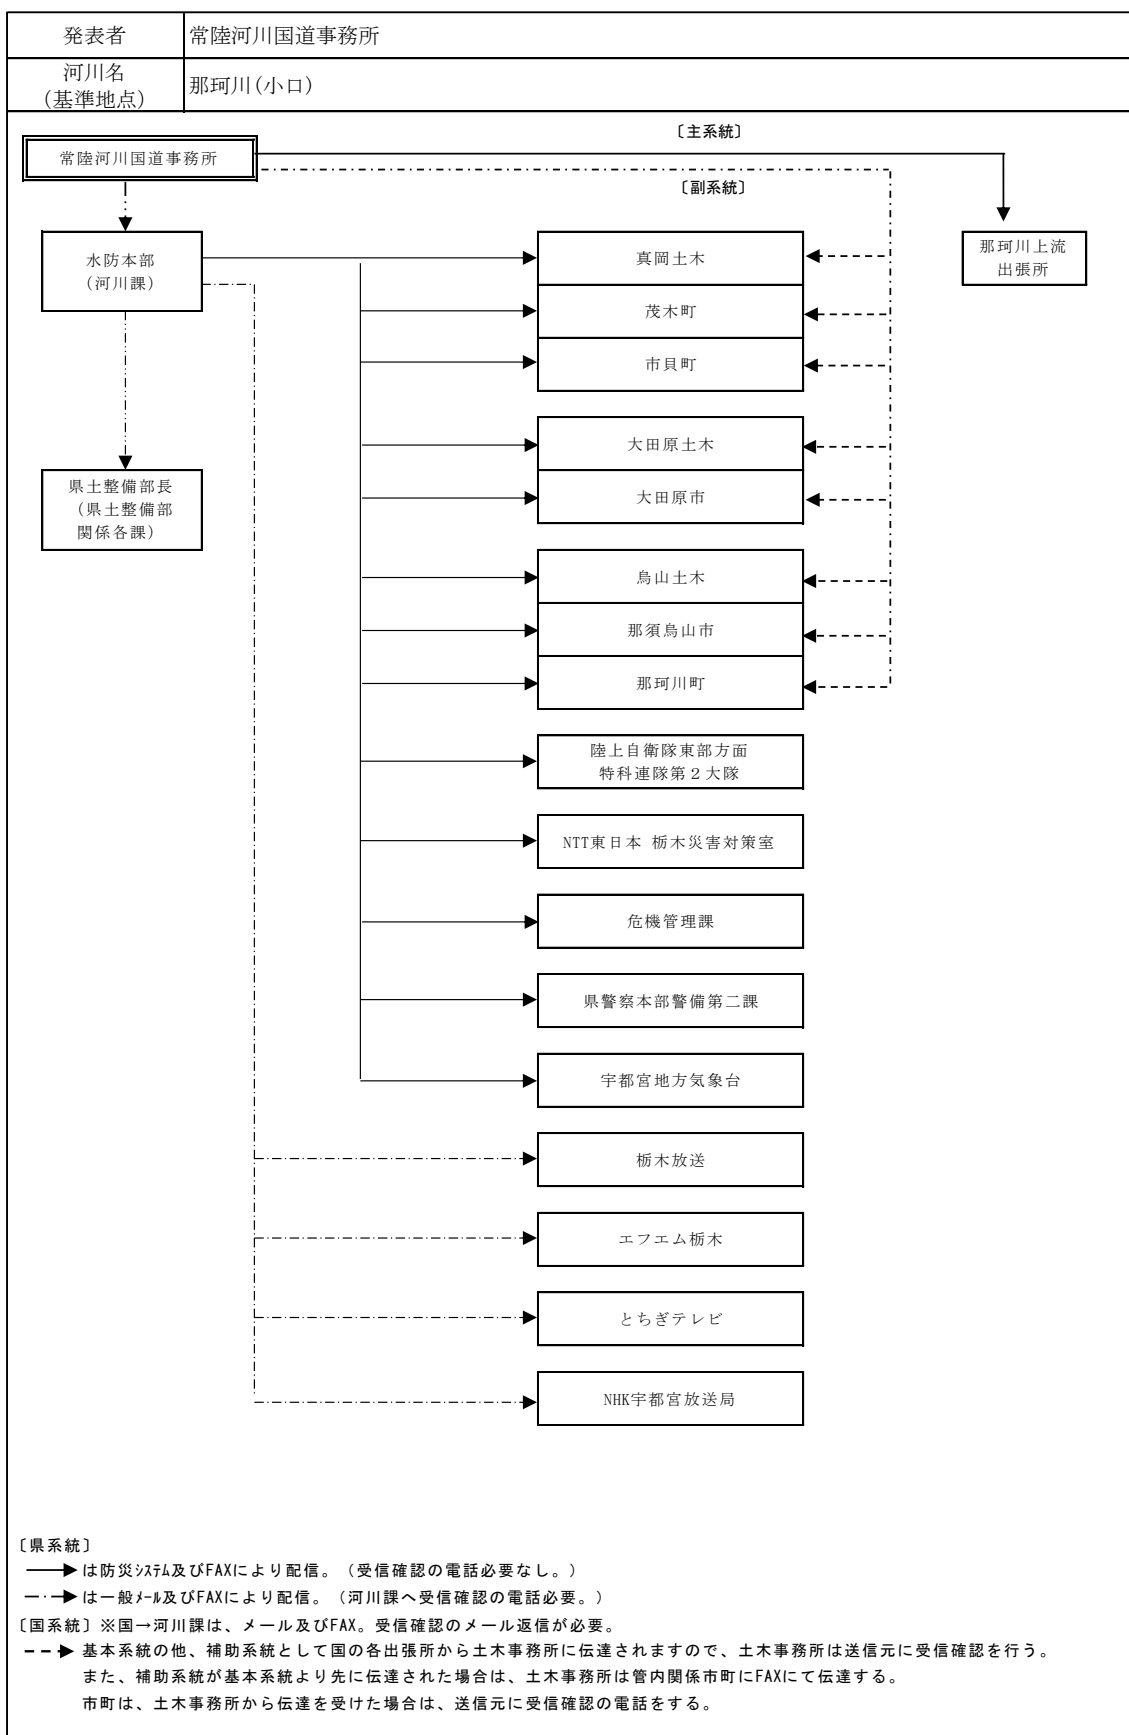 発表者
常陸河川国道事務所
河川名
(基準地点)
那珂川(小口)
〔主系統〕
常陸河川国道事務所
〔副系統〕
水防本部
(河川課)
真岡土木
那珂川上流
出張所
茂木町
市貝町
大田原土木
県土整備部長
(県土整備部
関係各課)
大田原市
烏山土木
那須烏山市
那珂川町
陸上自衛隊東部方面
特科連隊第２大隊
NTT東日本 栃木災害対策室
危機管理課
県警察本部警備第二課
宇都宮地方気象台
栃木放送
エフエム栃木
とちぎテレビ
NHK宇都宮放送局
〔県系統〕
は防災ｼｽﾃﾑ及びFAXにより配信。（受信確認の電話必要なし。）
は一般ﾒｰﾙ及びFAXにより配信。（河川課へ受信確認の電話必要。）
〔国系統〕※国→河川課は、メール及びFAX。受信確認のメール返信が必要。
基本系統の他、補助系統として国の各出張所から土木事務所に伝達されますので、土木事務所は送信元に受信確認を行う。
また、補助系統が基本系統より先に伝達された場合は、土木事務所は管内関係市町にFAXにて伝達する。
市町は、土木事務所から伝達を受けた場合は、送信元に受信確認の電話をする。